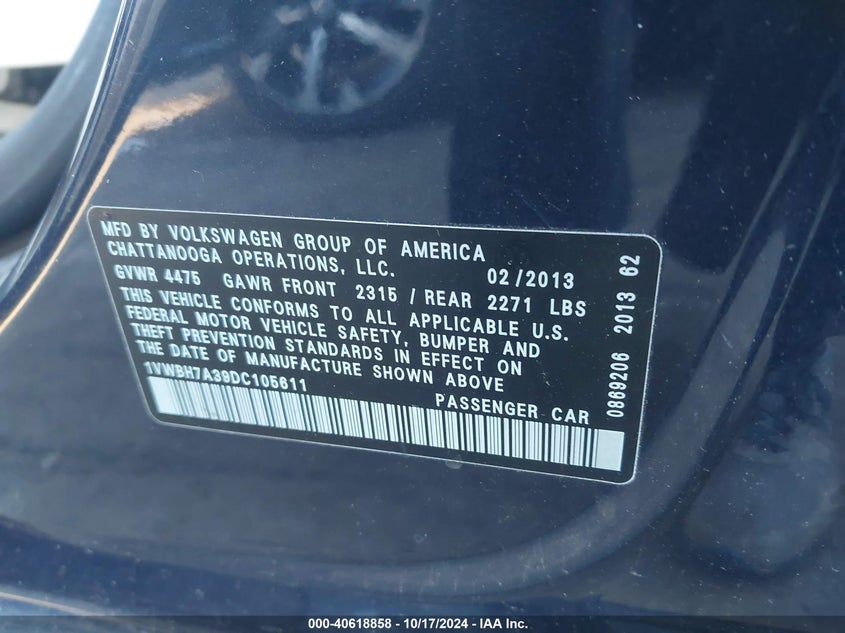 MFD BY VOLKSWAGEN GROUP OF AMERICA
CHATTANOOGA OPERATIONS, LLC. 02/2013
GVWR 4475 GAWR FRONT 2315 / REAR 2271 LBS
THIS VEHICLE CONFORMS TO ALL APPLICABLE U.S.
FEDERAL MOTOR VEHICLE SAFETY, BUMPER AND
THEFT PREVENTION STANDARDS IN EFFECT ON
THE DATE OF MANUFACTURE SHOWN ABOVE
1VWBH7A39DC105611
PASSENGER CAR
0869206 2013 62
000-40618858 - 10/17/2024 - IAA Inc.